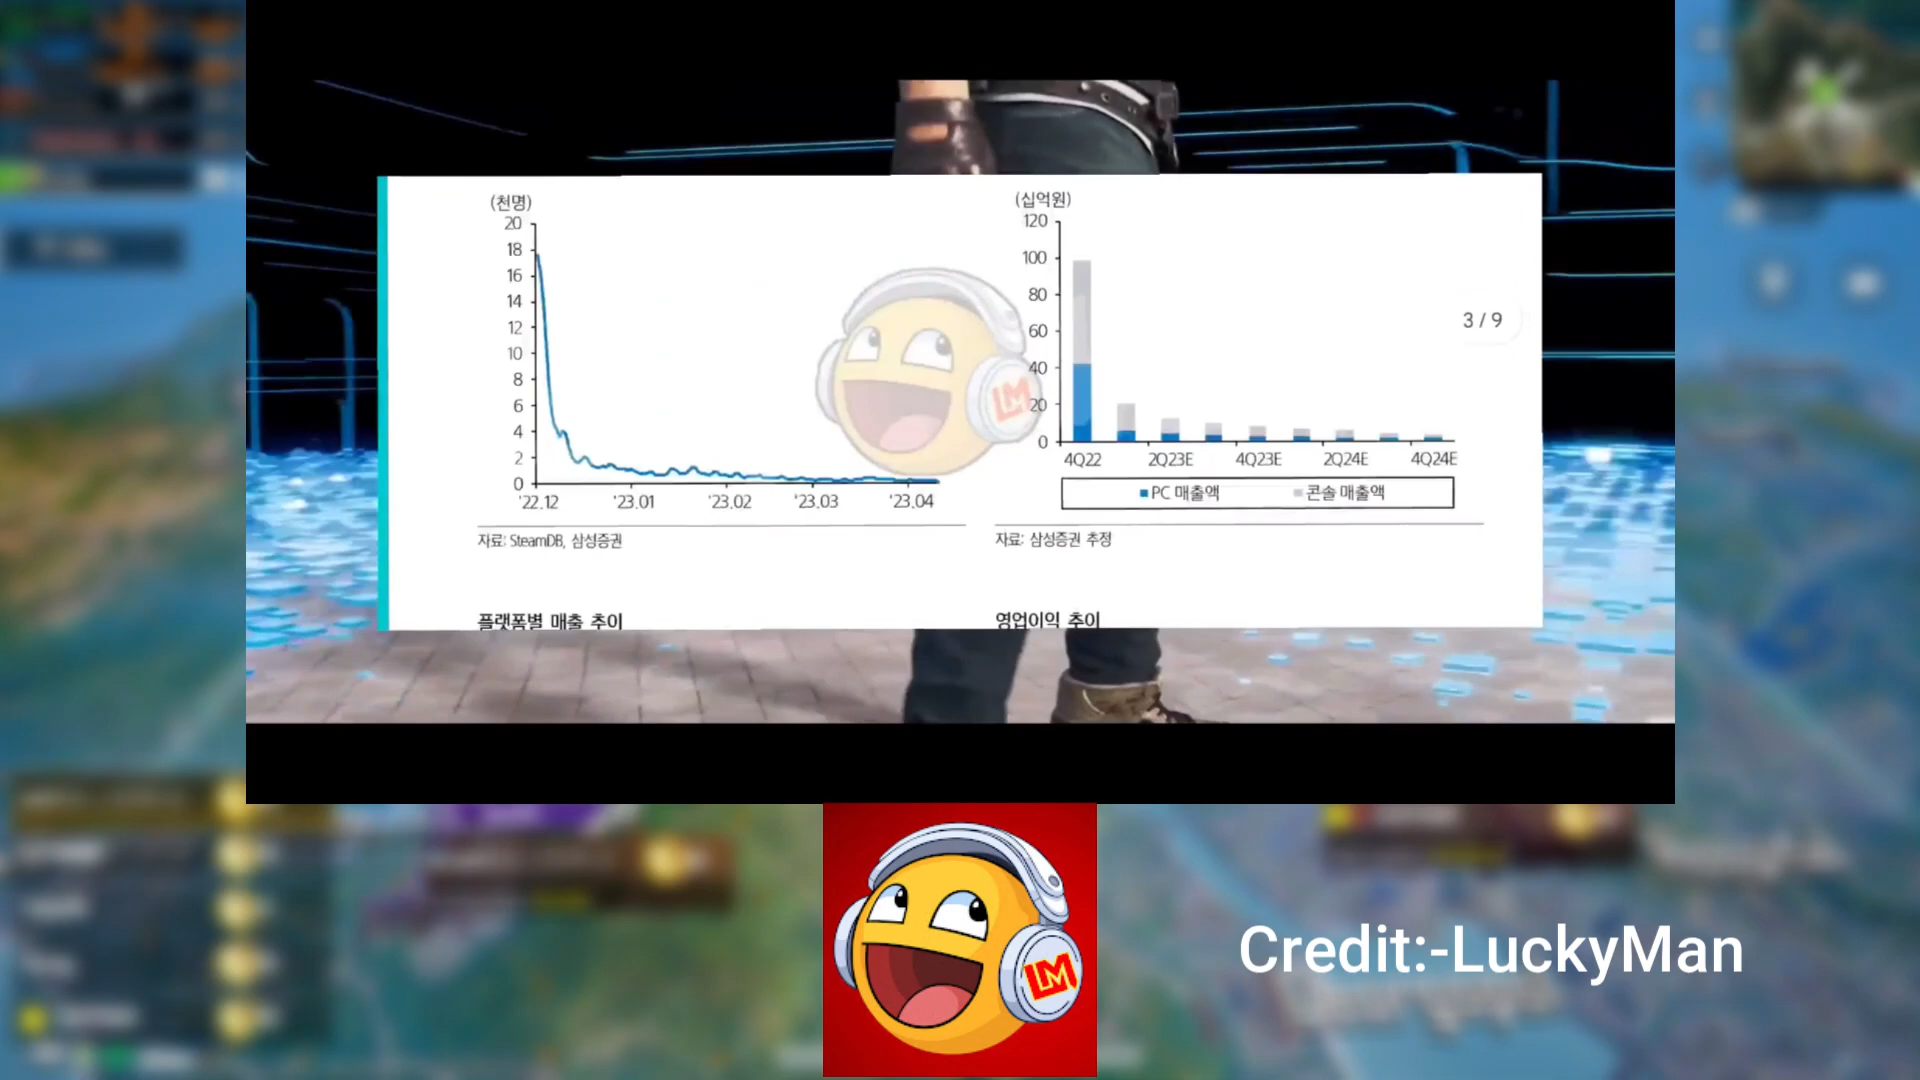 (천명)
20
18
16
14
12
10
8
6
4
2
0
'22.12 '23.01 '23.02 '23.03 '23.04
자료: SteamDB, 삼성증권
(십억원)
120
100
80
60
40
20
0
4Q22 2Q23E 4Q23E 2Q24E 4Q24E
PC 매출액 콘솔 매출액
자료: 삼성증권 추정
3 / 9
플랫폼별 매출 추이
영업이익 추이
LM
LM
Credit:-LuckyMan